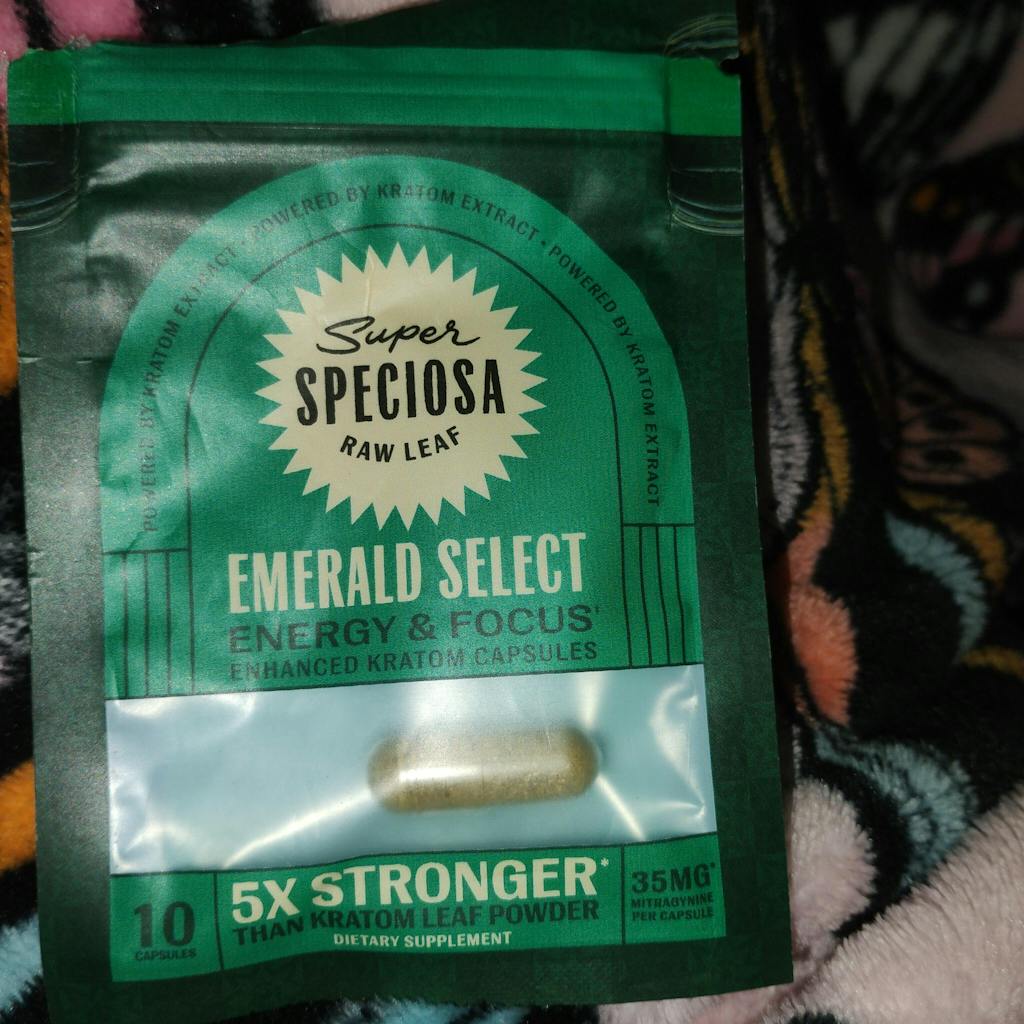 POWERED BY KRATOM EXTRACT • POWERED BY KRATOM EXTRACT • POWERED BY KRATOM EXTRACT
Super
SPECIOSA
RAW LEAF
EMERALD SELECT
ENERGY & FOCUS'
ENHANCED KRATOM CAPSULES
5X STRONGER*
THAN KRATOM LEAF POWDER
DIETARY SUPPLEMENT
10
CAPSULES
35MG*
MITRAGYNINE
PER CAPSULE